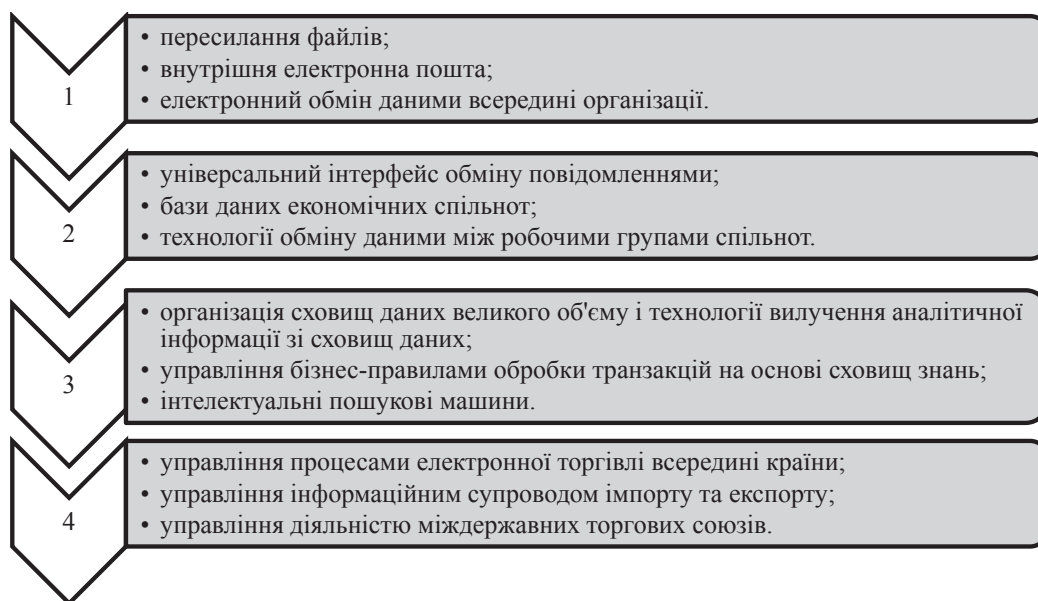 1
• пересилання файлів;
• внутрішня електронна пошта;
• електронний обмін даними всередині організації.
2
• універсальний інтерфейс обміну повідомленнями;
• бази даних економічних спільнот;
• технології обміну даними між робочими групами спільнот.
3
• організація сховищ даних великого об'єму і технології вилучення аналітичної
інформації зі сховищ даних;
• управління бізнес-правилами обробки транзакцій на основі сховищ знань;
• інтелектуальні пошукові машини.
4
• управління процесами електронної торгівлі всередині країни;
• управління інформаційним супроводом імпорту та експорту;
• управління діяльністю міждержавних торгових союзів.